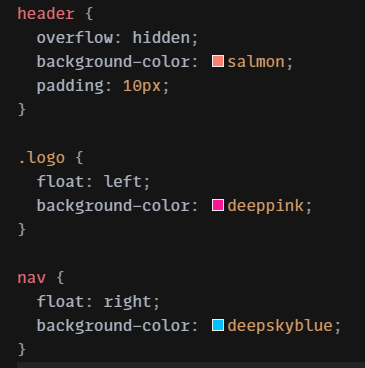 header {
  overflow: hidden;
  background-color: salmon;
  padding: 10px;
}

.logo {
  float: left;
  background-color: deeppink;
}

nav {
  float: right;
  background-color: deepskyblue;
}